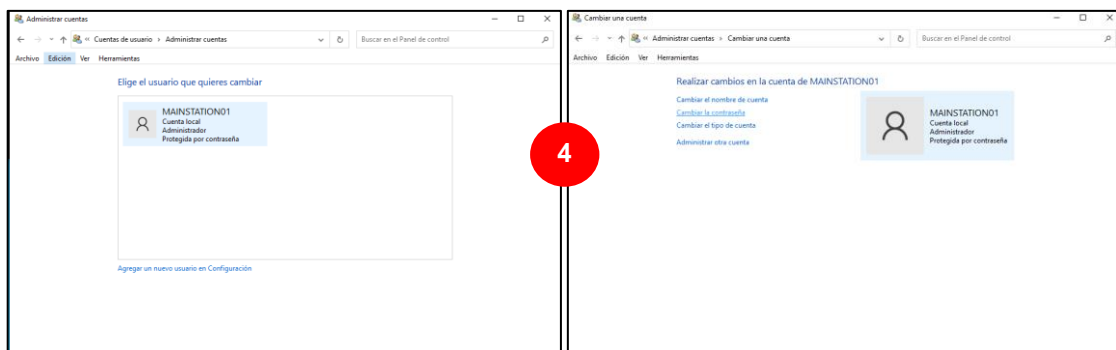 Administrar cuentas
« Cuentas de usuario > Administrar cuentas
Buscar en el Panel de control
Archivo Edición Ver Herramientas
Elige el usuario que quieres cambiar
MAINSTATION01
Cuenta local
Administrador
Protegida por contraseña
Agregar un nuevo usuario en Configuración
4
Cambiar una cuenta
« Administrar cuentas > Cambiar una cuenta
Buscar en el Panel de control
Archivo Edición Ver Herramientas
Realizar cambios en la cuenta de MAINSTATION01
Cambiar el nombre de cuenta
Cambiar la contraseña
Cambiar el tipo de cuenta
Administrar otra cuenta
MAINSTATION01
Cuenta local
Administrador
Protegida por contraseña